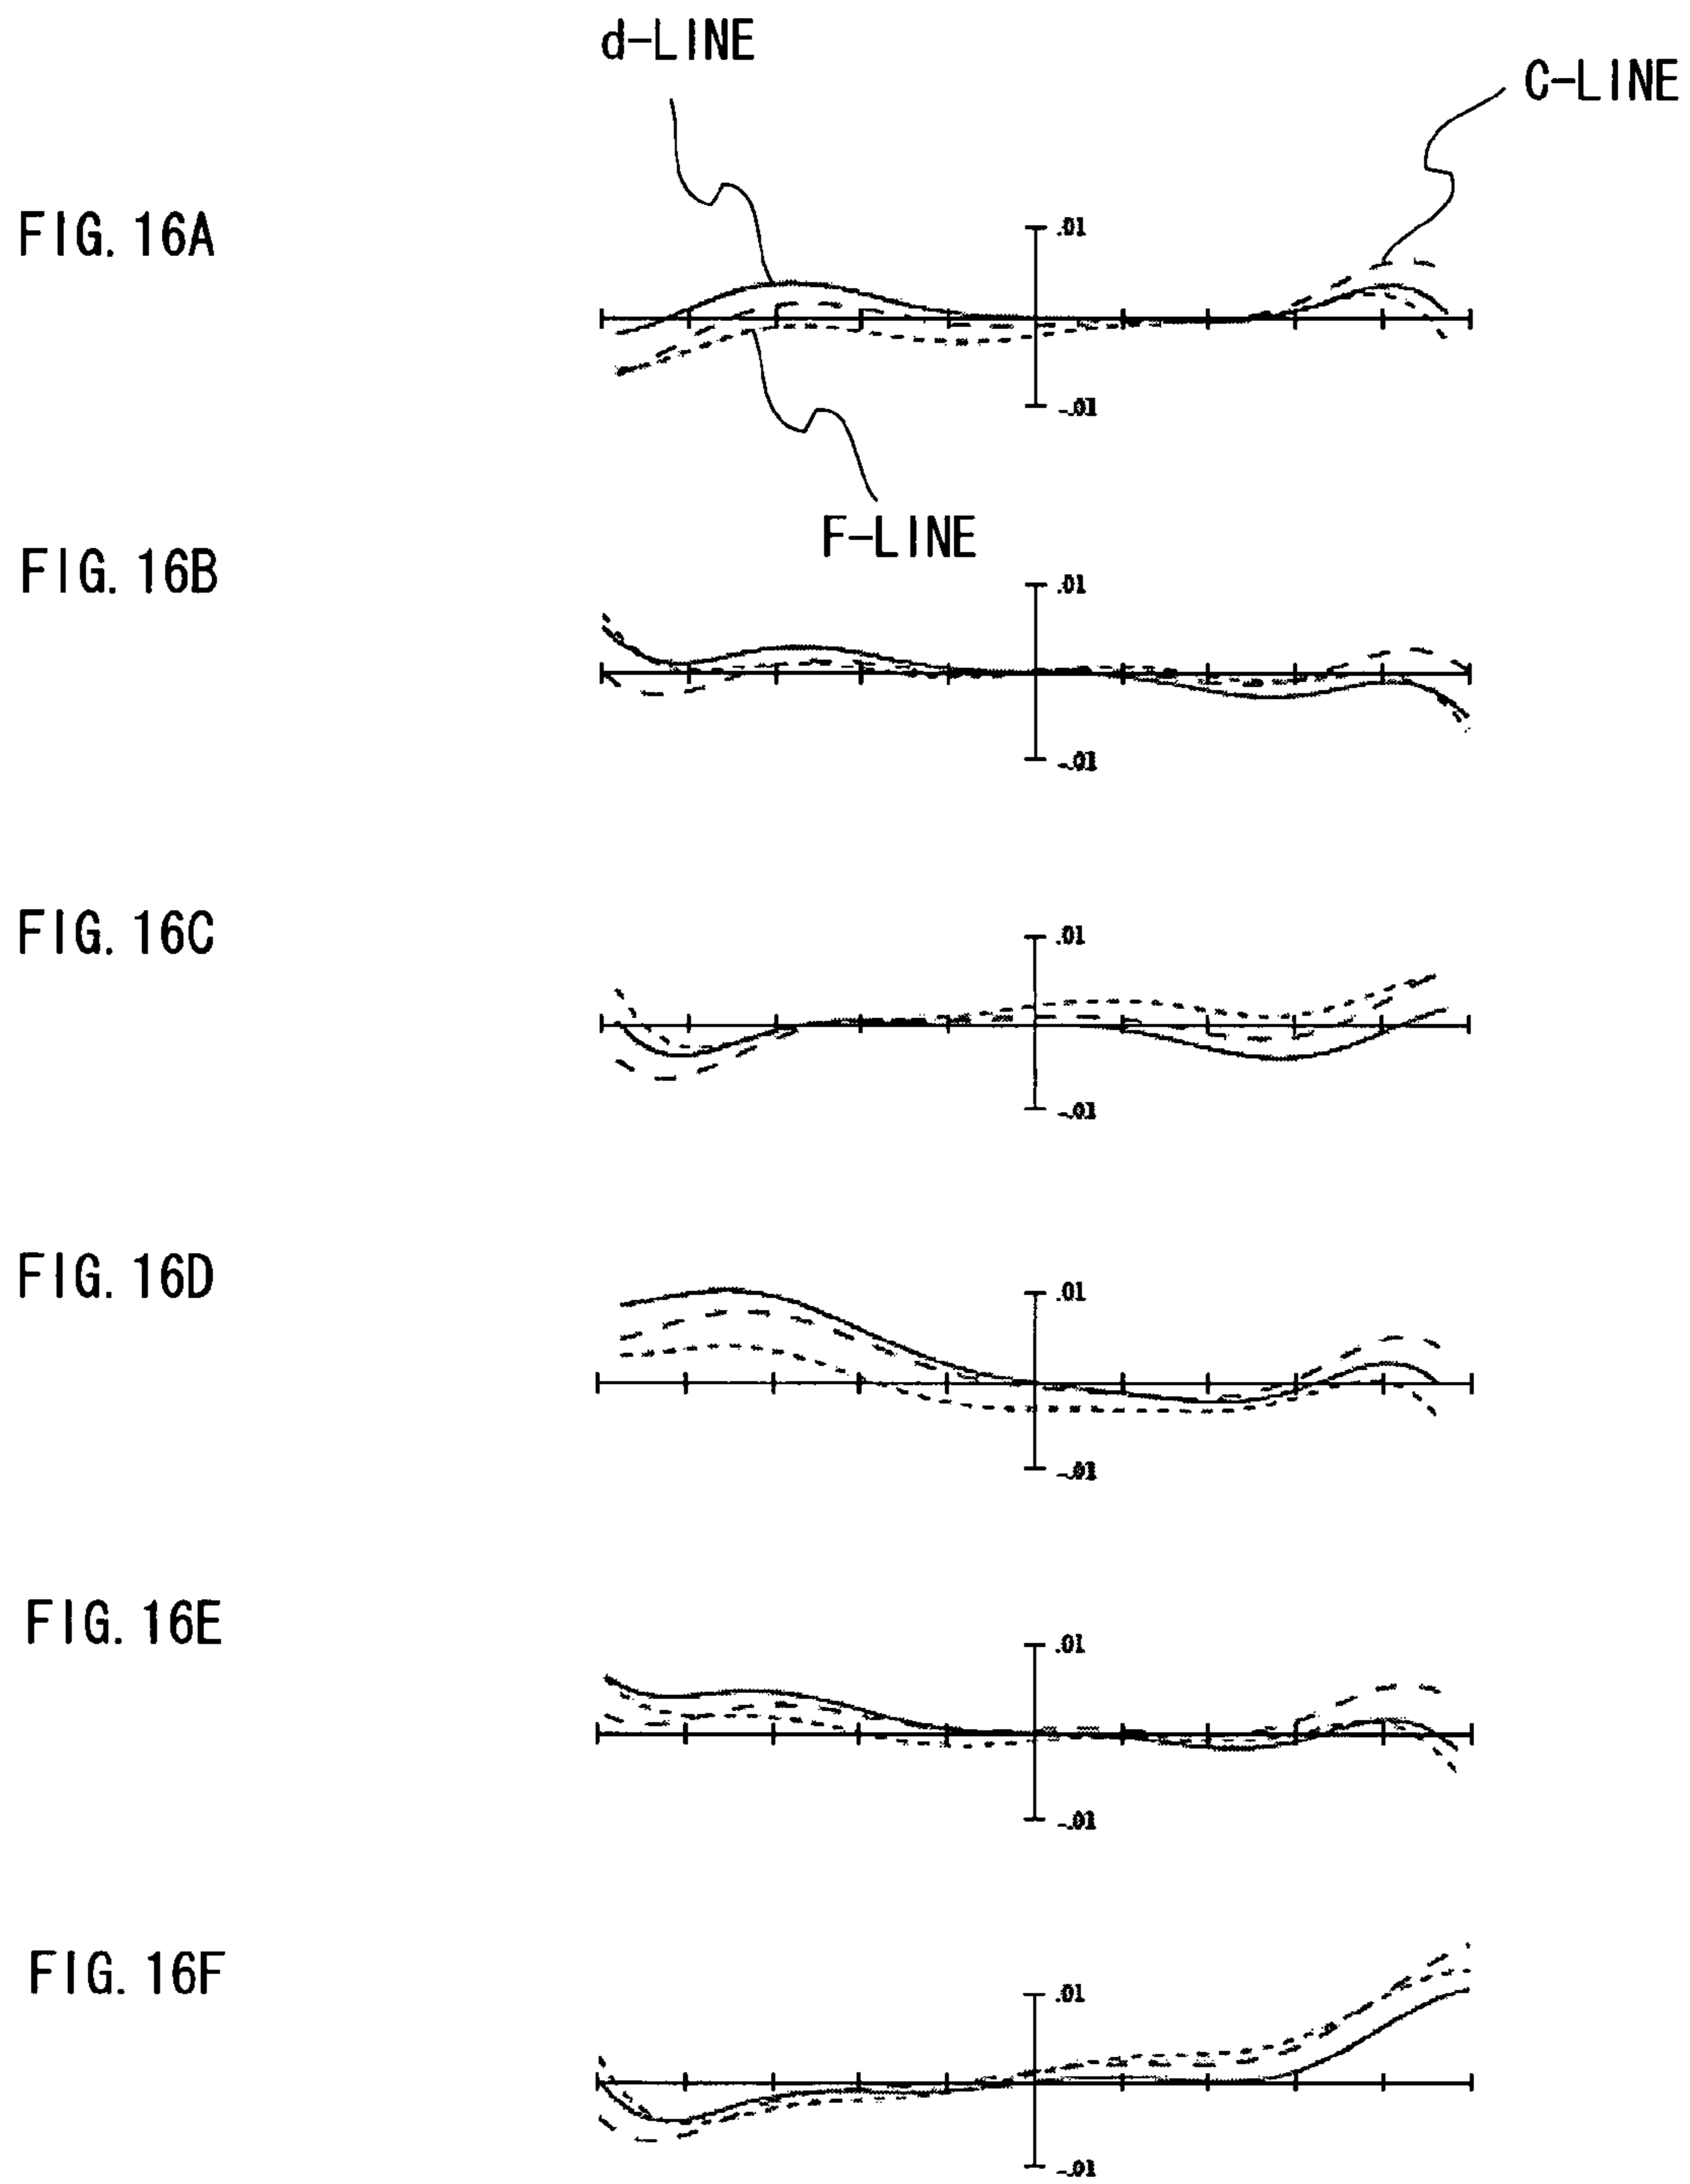 d-LINE
C-LINE
FIG. 16A
.01
-.01
F-LINE
FIG. 16B
.01
-.01
FIG. 16C
.01
-.01
FIG. 16D
.01
-.01
FIG. 16E
.01
-.01
FIG. 16F
.01
-.01